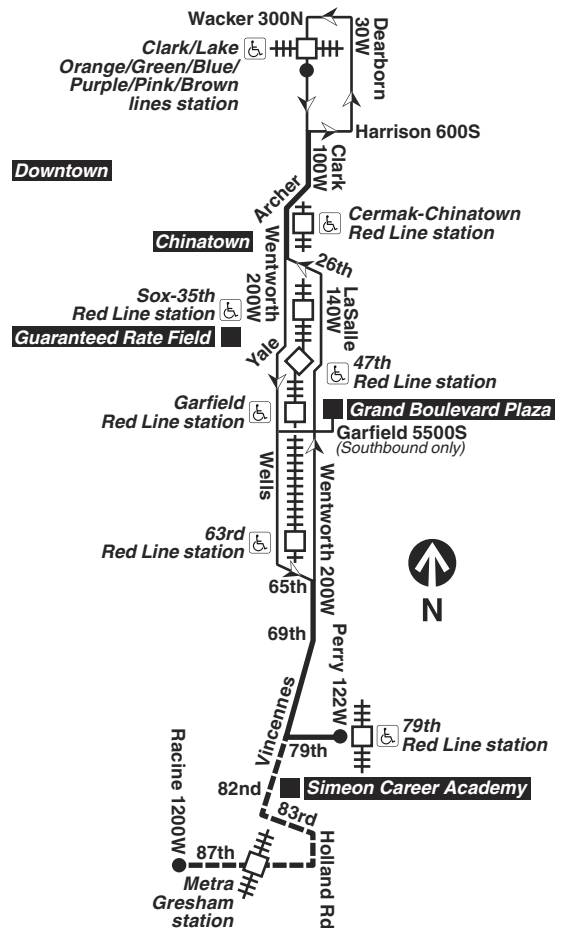 Wacker 300N
Dearborn
30W
Clark/Lake
Orange/Green/Blue/
Purple/Pink/Brown
lines station
Harrison 600S
Clark
100W
Downtown
Archer
Cermak-Chinatown
Red Line station
Chinatown
Wentworth
200W
26th
LaSalle
140W
Sox-35th
Red Line station
Guaranteed Rate Field
Yale
47th
Red Line station
Garfield
Red Line station
Grand Boulevard Plaza
Garfield 5500S
(Southbound only)
Wells
Wentworth 200W
63rd
Red Line station
65th
N
69th
Perry 122W
Vincennes
79th
79th
Red Line station
Racine 1200W
82nd
Simeon Career Academy
83rd
Holland Rd
87th
Metra
Gresham
station